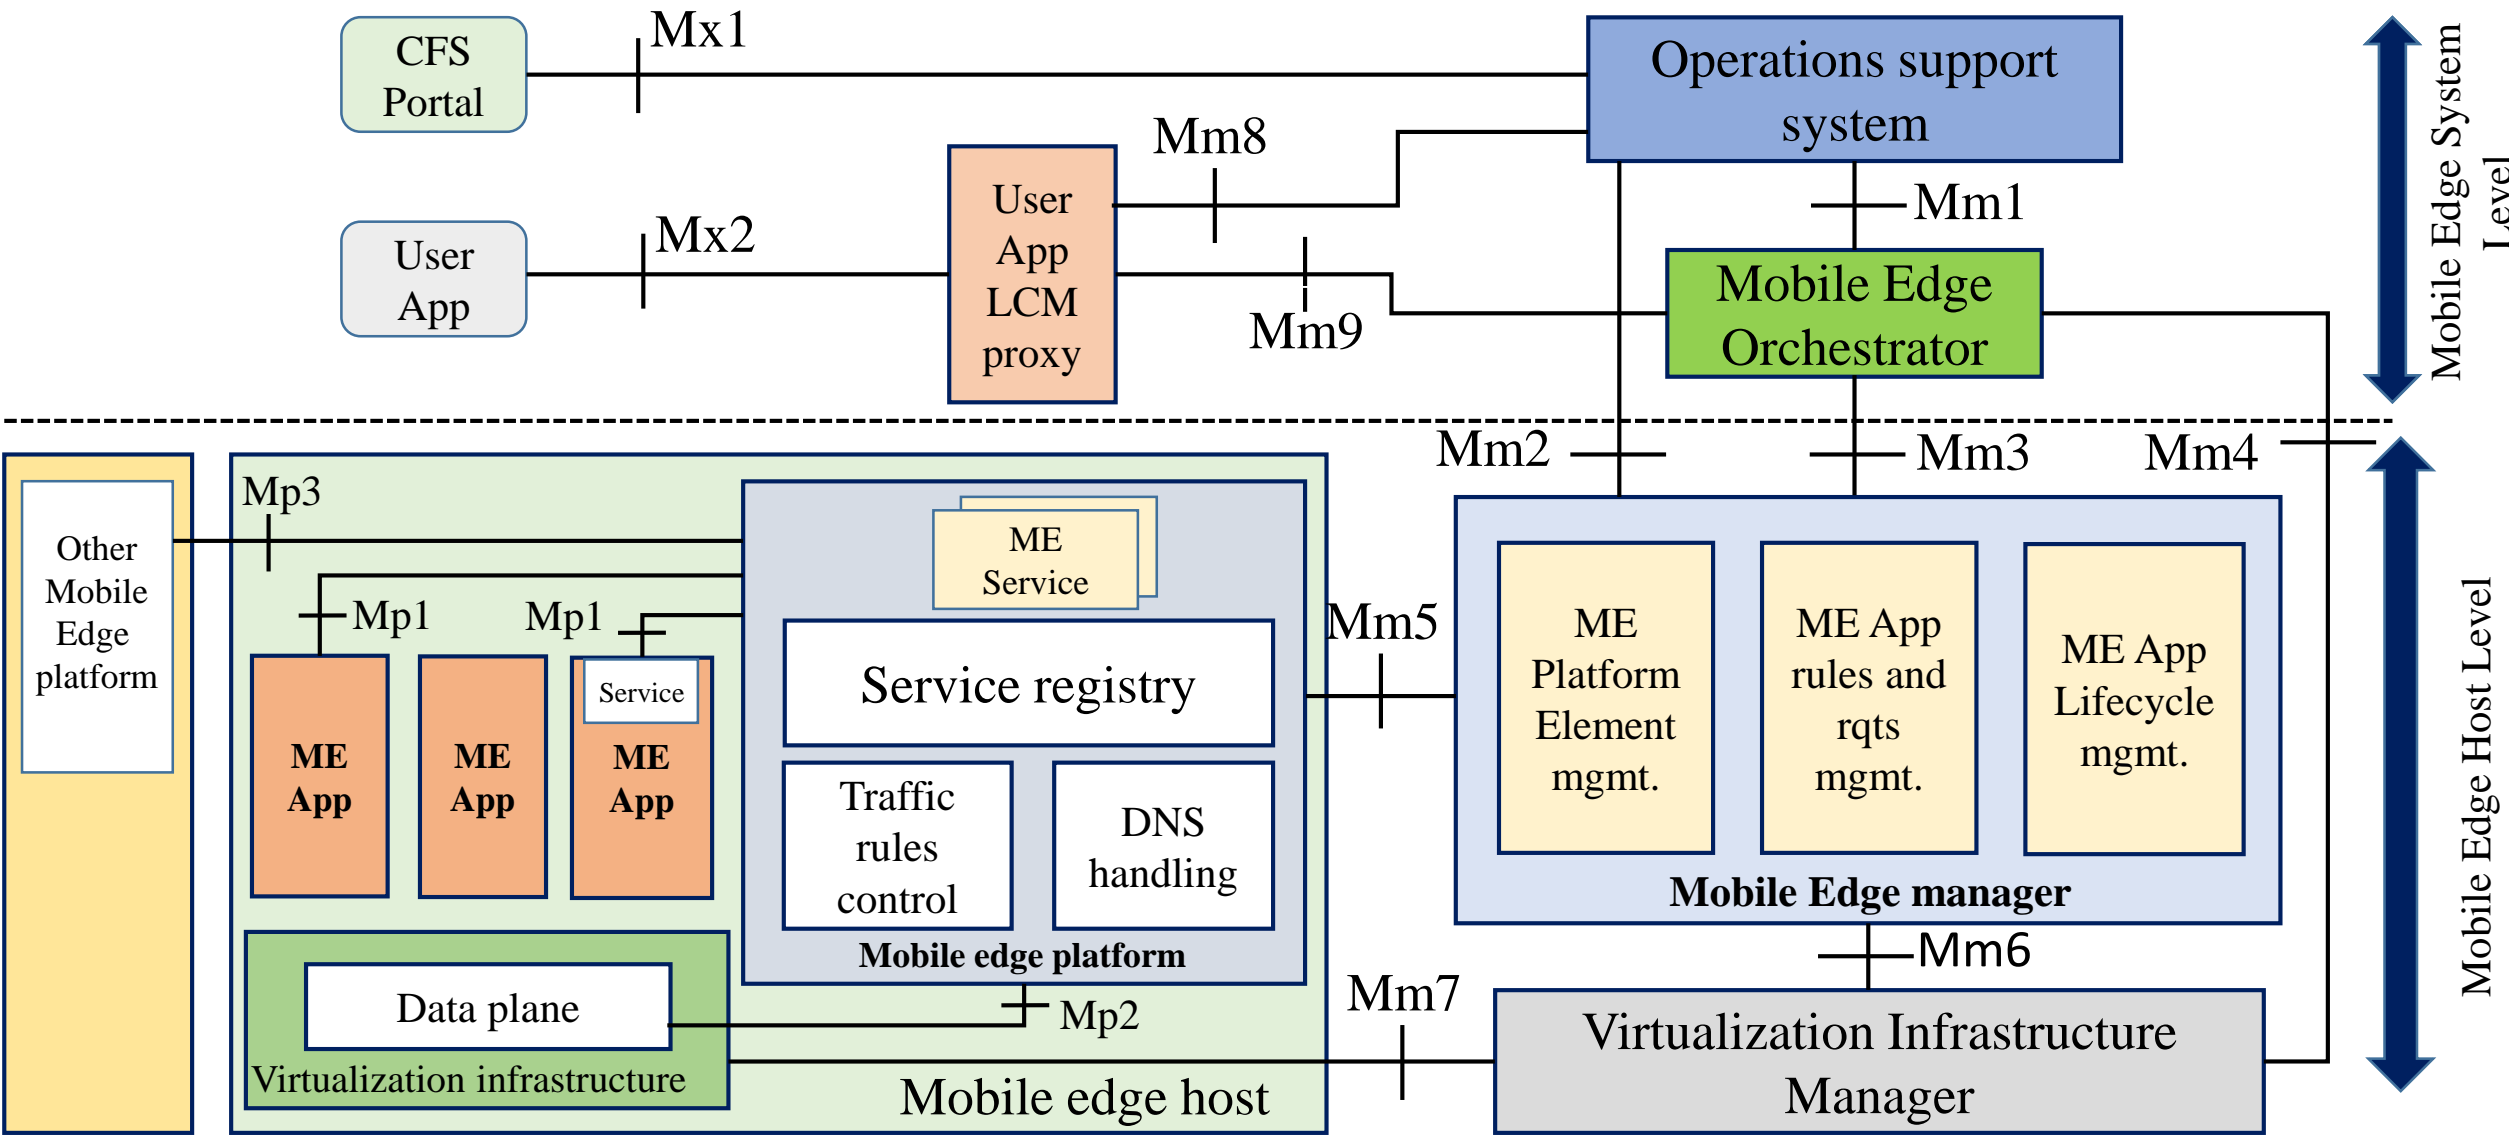 CFS
Portal
Mx1
Operations support
system
Mm8
User
App
LCM
proxy
Mx2
User
App
Mm9
Mm1
Mobile Edge
Orchestrator
Mobile Edge System
Level
Mm2
Mm3
Mm4
Other
Mobile
Edge
platform
Mp3
Mp1
Mp1
ME
App
ME
App
Service
ME
App
ME
Service
Service registry
Traffic
rules
control
DNS
handling
Mobile edge platform
Mm5
ME
Platform
Element
mgmt.
ME App
rules and
rqts
mgmt.
ME App
Lifecycle
mgmt.
Mobile Edge manager
Mobile Edge Host Level
Mm6
Data plane
Virtualization infrastructure
Mp2
Mm7
Mobile edge host
Virtualization Infrastructure
Manager